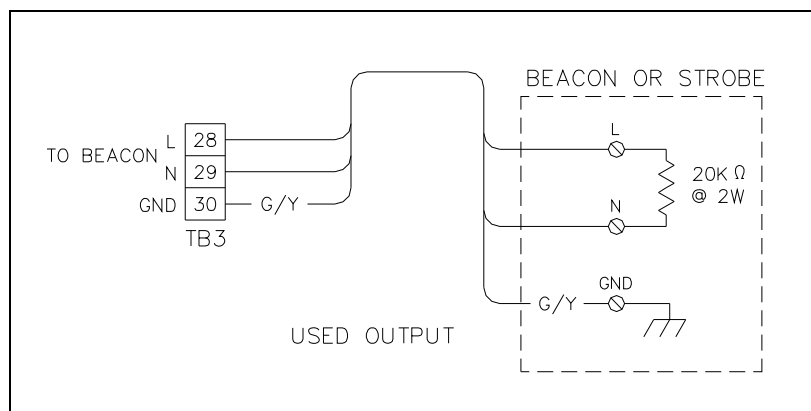 BEACON OR STROBE
TO BEACON
L 28
N 29
GND 30 G/Y
TB3
L
20K Ω
@ 2W
N
GND
G/Y
USED OUTPUT